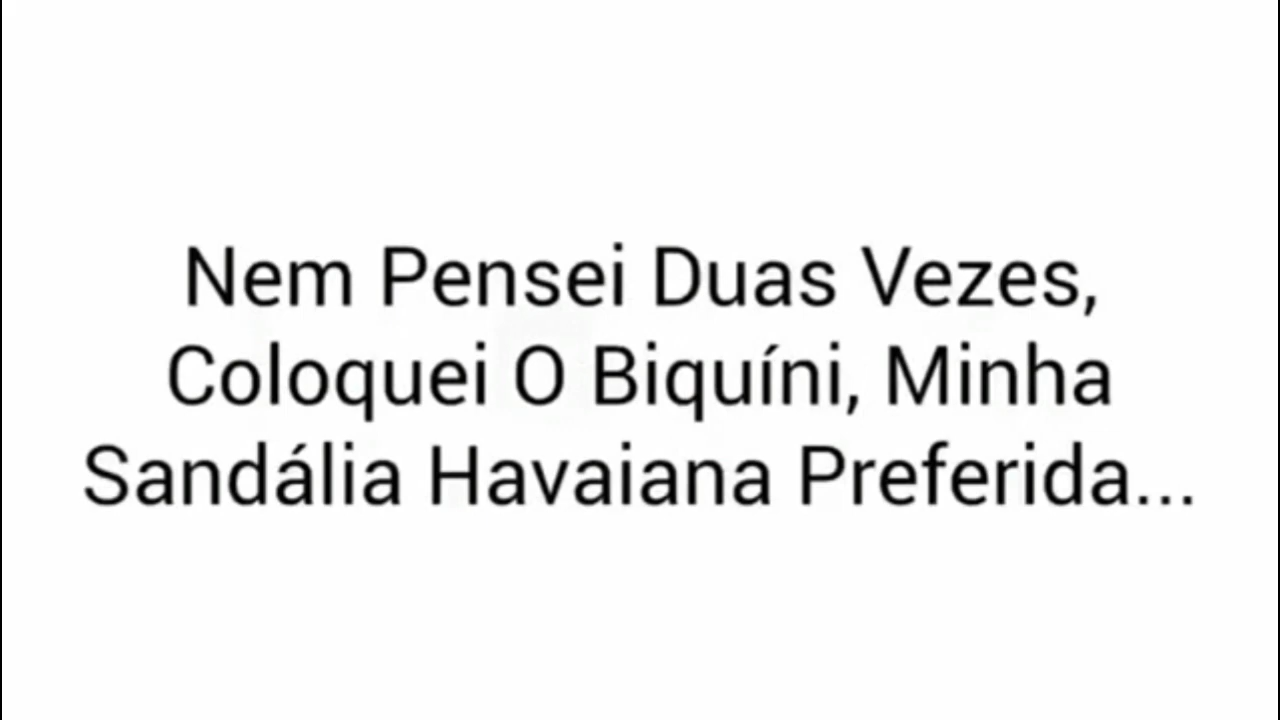 Nem Pensei Duas Vezes,
Coloquei O Biquíni, Minha
Sandália Havaiana Preferida...